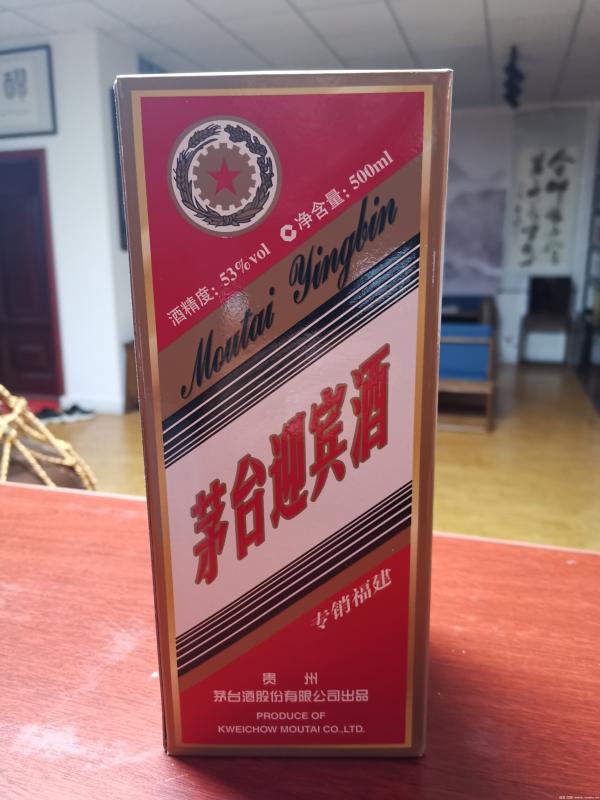 酒精度：53%vol 净含量：500ml
Moutai Yingbin
茅台迎宾酒
专销福建
贵 州
茅台酒股份有限公司出品
PRODUCE OF
KWEICHOW MOUTAI CO.,LTD.